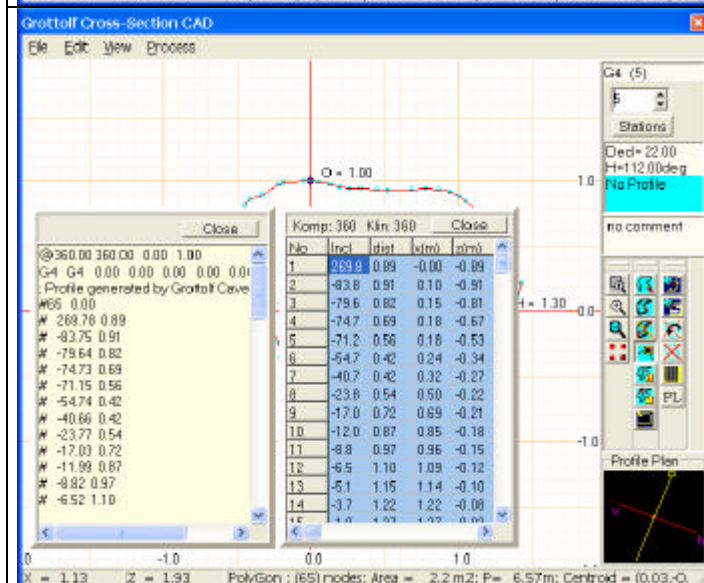 Grottolf Cross-Section CAD
File Edit View Process
G4 (5)
5
Stations
Decl= 22.00
H=112.00deg
No Profile
no comment
O = 1.00
1.0
H = 1.30
-0.0
-1.0
Close
@360.00 360.00 0.00 1.00
G4 G4 0.00 0.00 0.00 0.00 0.00
; Profile generated by Grottolf Cave
#65 0.00
# 269.78 0.89
# -83.75 0.91
# -79.64 0.82
# -74.73 0.69
# -71.15 0.56
# -54.74 0.42
# -40.66 0.42
# -23.77 0.54
# -17.03 0.72
# -11.99 0.87
# -8.82 0.97
# -6.52 1.10
Komp: 360 Klin: 360 Close
No Incl dist x(m) z(m)
1 269.8 0.89 -0.00 -0.89
2 -83.8 0.91 0.10 -0.91
3 -79.6 0.82 0.15 -0.81
4 -74.7 0.69 0.18 -0.67
5 -71.2 0.56 0.18 -0.53
6 -54.7 0.42 0.24 -0.34
7 -40.7 0.42 0.32 -0.27
8 -23.8 0.54 0.50 -0.22
9 -17.0 0.72 0.69 -0.21
10 -12.0 0.87 0.85 -0.18
11 -8.8 0.97 0.96 -0.15
12 -6.5 1.10 1.09 -0.12
13 -5.1 1.15 1.14 -0.10
14 -3.7 1.22 1.22 -0.08
PL
Profile Plan
.0 -1.0 0.0 1.0
X = 1.13 Z = 1.93 PolyGon : (65) nodes; Area = 2.2 m2; P= 6.57m; Centroid = (0.03,-0,